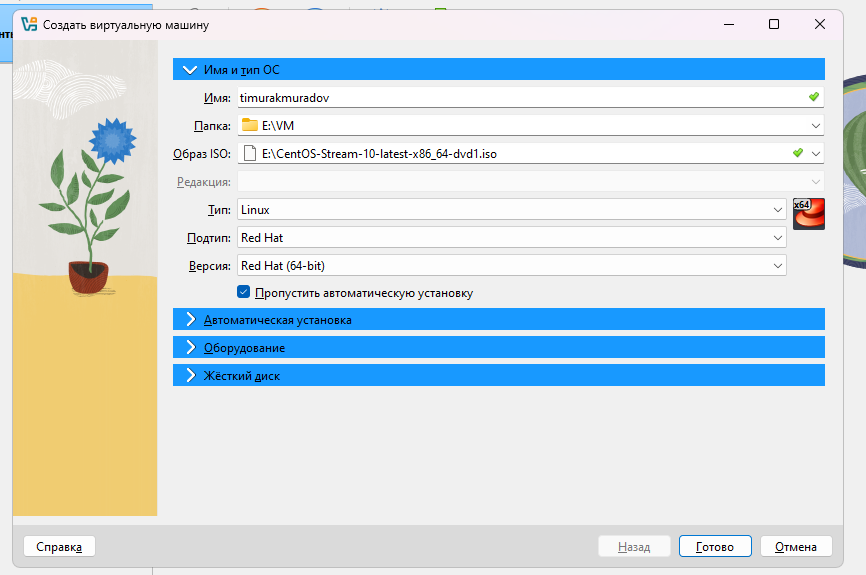 нть
Создать виртуальную машину
Имя и тип ОС
Имя: timurakmuradov
Папка: E:\VM
Образ ISO: E:\CentOS-Stream-10-latest-x86_64-dvd1.iso
Редакция:
Тип: Linux
x64
Подтип: Red Hat
Версия: Red Hat (64-bit)
Пропустить автоматическую установку
Автоматическая установка
Оборудование
Жёсткий диск
Справка
Назад
Готово
Отмена